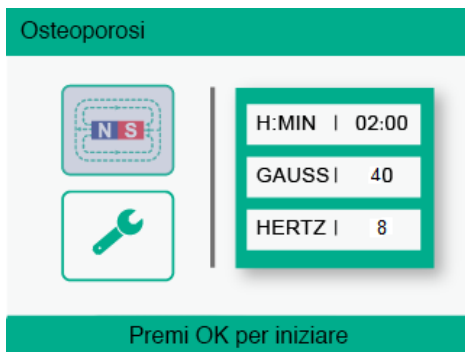 Osteoporosi
N S
H:MIN | 02:00
GAUSS | 40
HERTZ | 8
Premi OK per iniziare